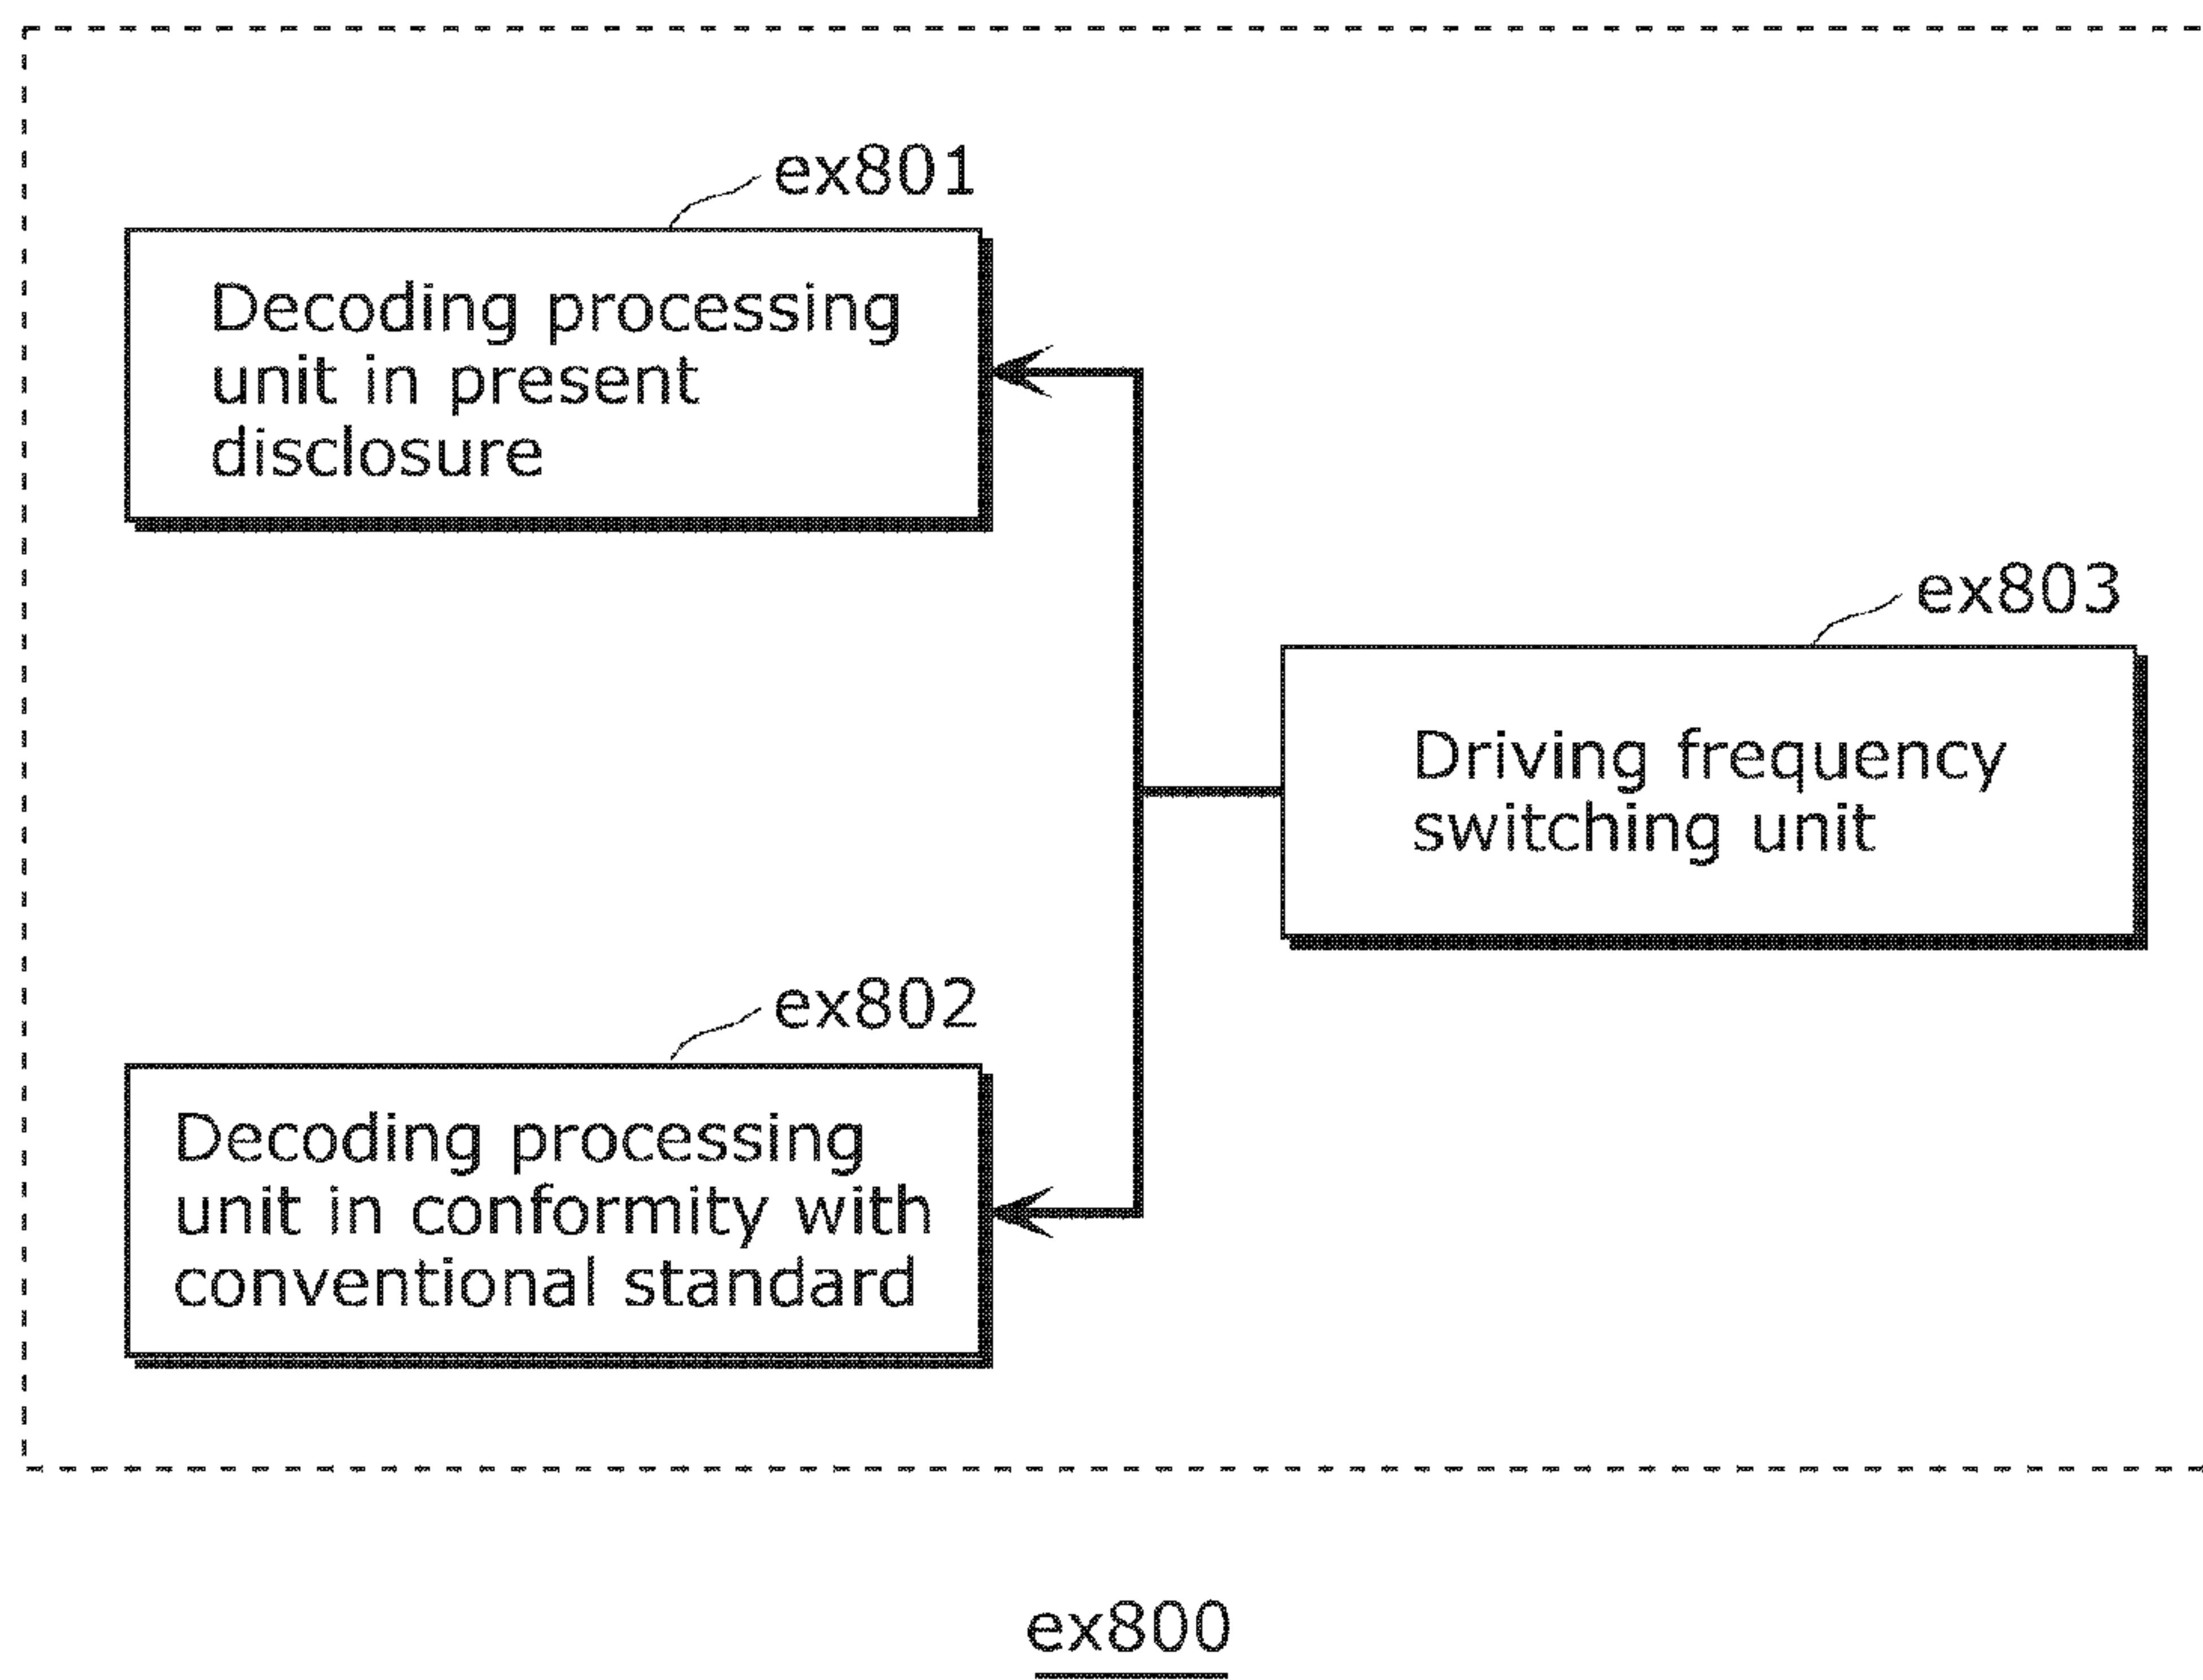 ex801
Decoding processing
unit in present
disclosure
ex803
Driving frequency
switching unit
ex802
Decoding processing
unit in conformity with
conventional standard
ex800